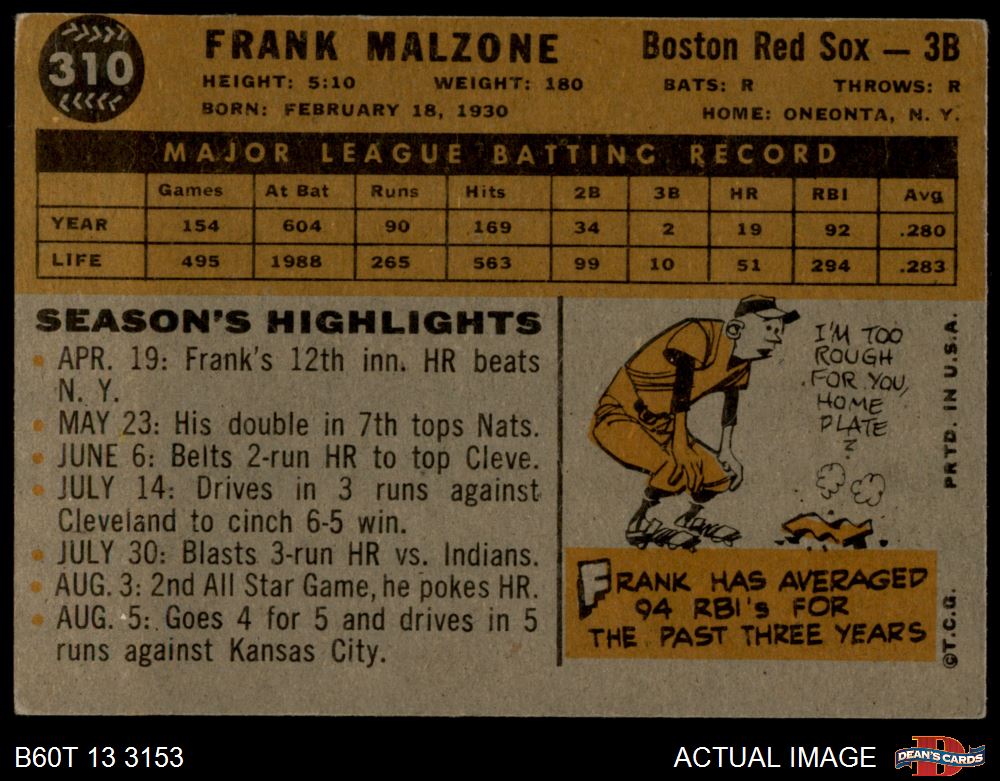 310
FRANK MALZONE
Boston Red Sox — 3B
HEIGHT: 5:10 WEIGHT: 180 BATS: R THROWS: R
BORN: FEBRUARY 18, 1930 HOME: ONEONTA, N. Y.
MAJOR LEAGUE BATTING RECORD
Games At Bat Runs Hits 2B 3B HR RBI Avg
YEAR 154 604 90 169 34 2 19 92 .280
LIFE 495 1988 265 563 99 10 51 294 .283
SEASON'S HIGHLIGHTS
• APR. 19: Frank's 12th inn. HR beats
N. Y.
• MAY 23: His double in 7th tops Nats.
• JUNE 6: Belts 2-run HR to top Cleve.
• JULY 14: Drives in 3 runs against
Cleveland to cinch 6-5 win.
• JULY 30: Blasts 3-run HR vs. Indians.
• AUG. 3: 2nd All Star Game, he pokes HR.
• AUG. 5: Goes 4 for 5 and drives in 5
runs against Kansas City.
I'M TOO
ROUGH
FOR YOU,
HOME
PLATE
?
FRANK HAS AVERAGED
94 RBI's FOR
THE PAST THREE YEARS
©T.C.G. PRTD. IN U.S.A.
B60T 13 3153
ACTUAL IMAGE
D
DEAN'S CARDS